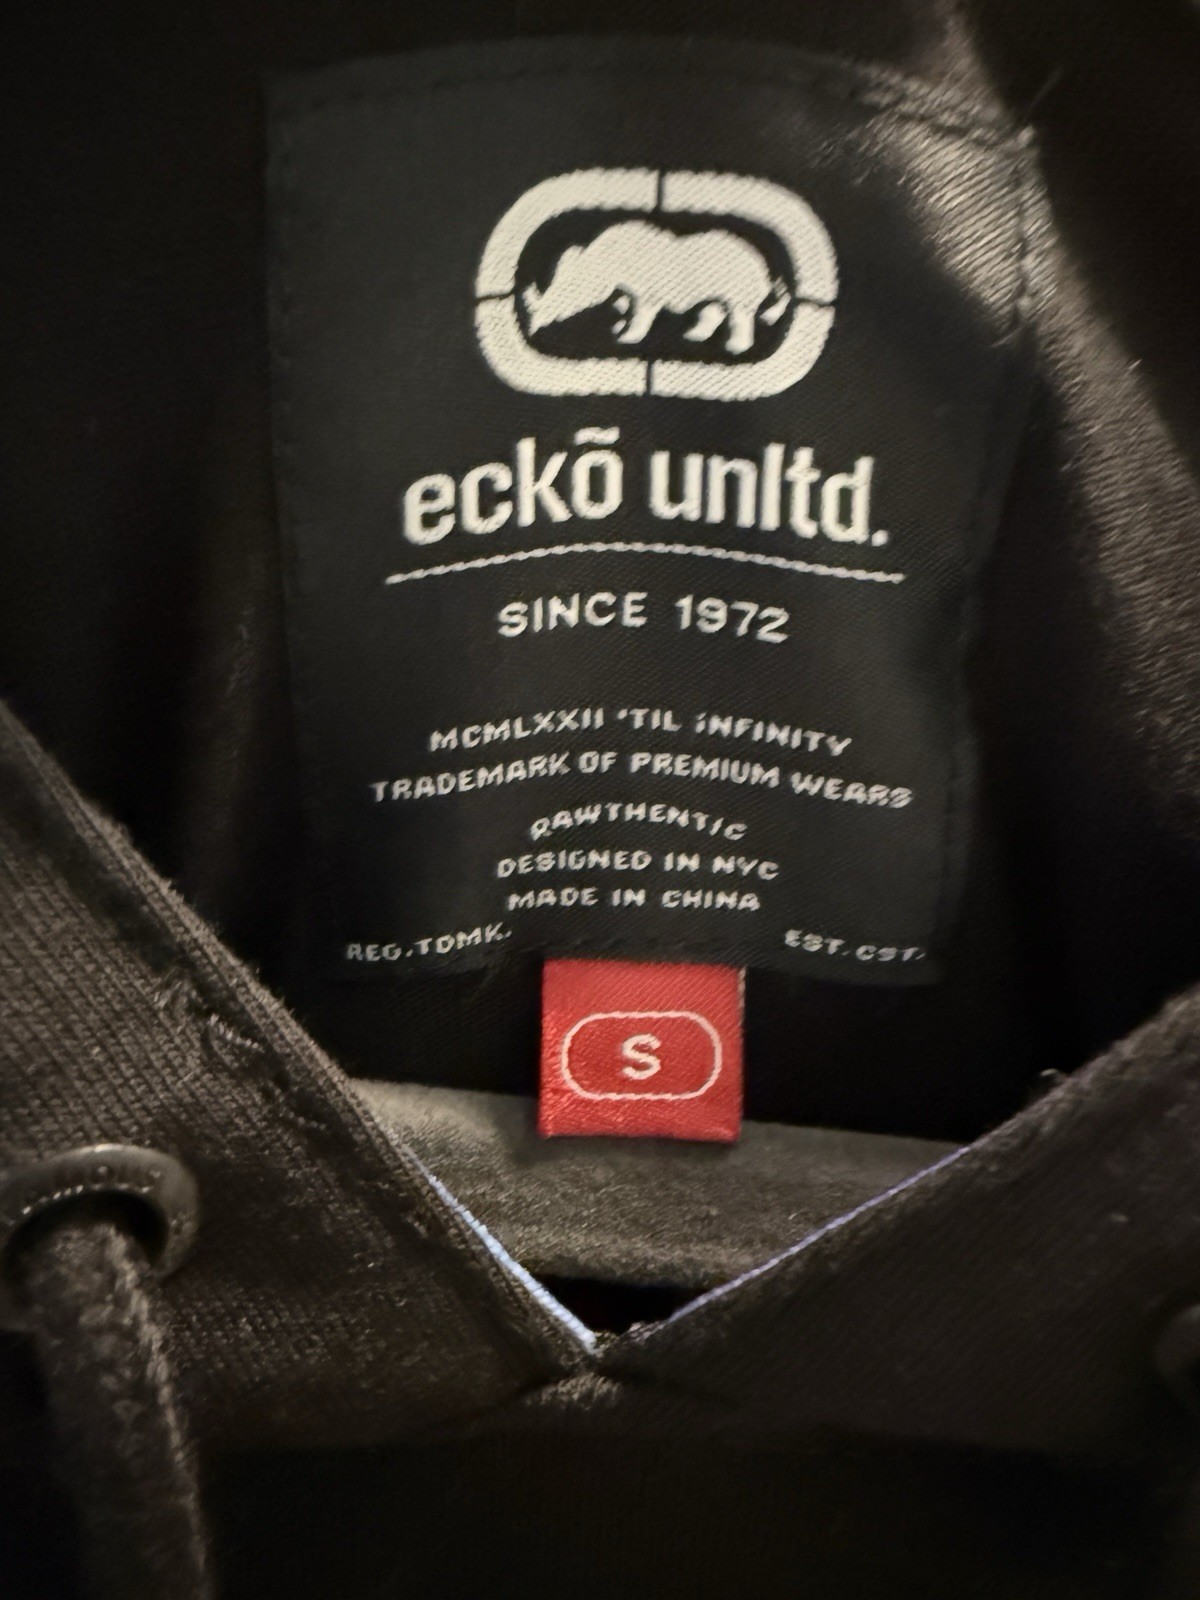 eckõ unltd.
SINCE 1972
MCMLXXII 'TIL INFINITY
TRADEMARK OF PREMIUM WEARS
RAWTHENTIC
DESIGNED IN NYC
MADE IN CHINA
REG.TDMK. EST.CST.
S